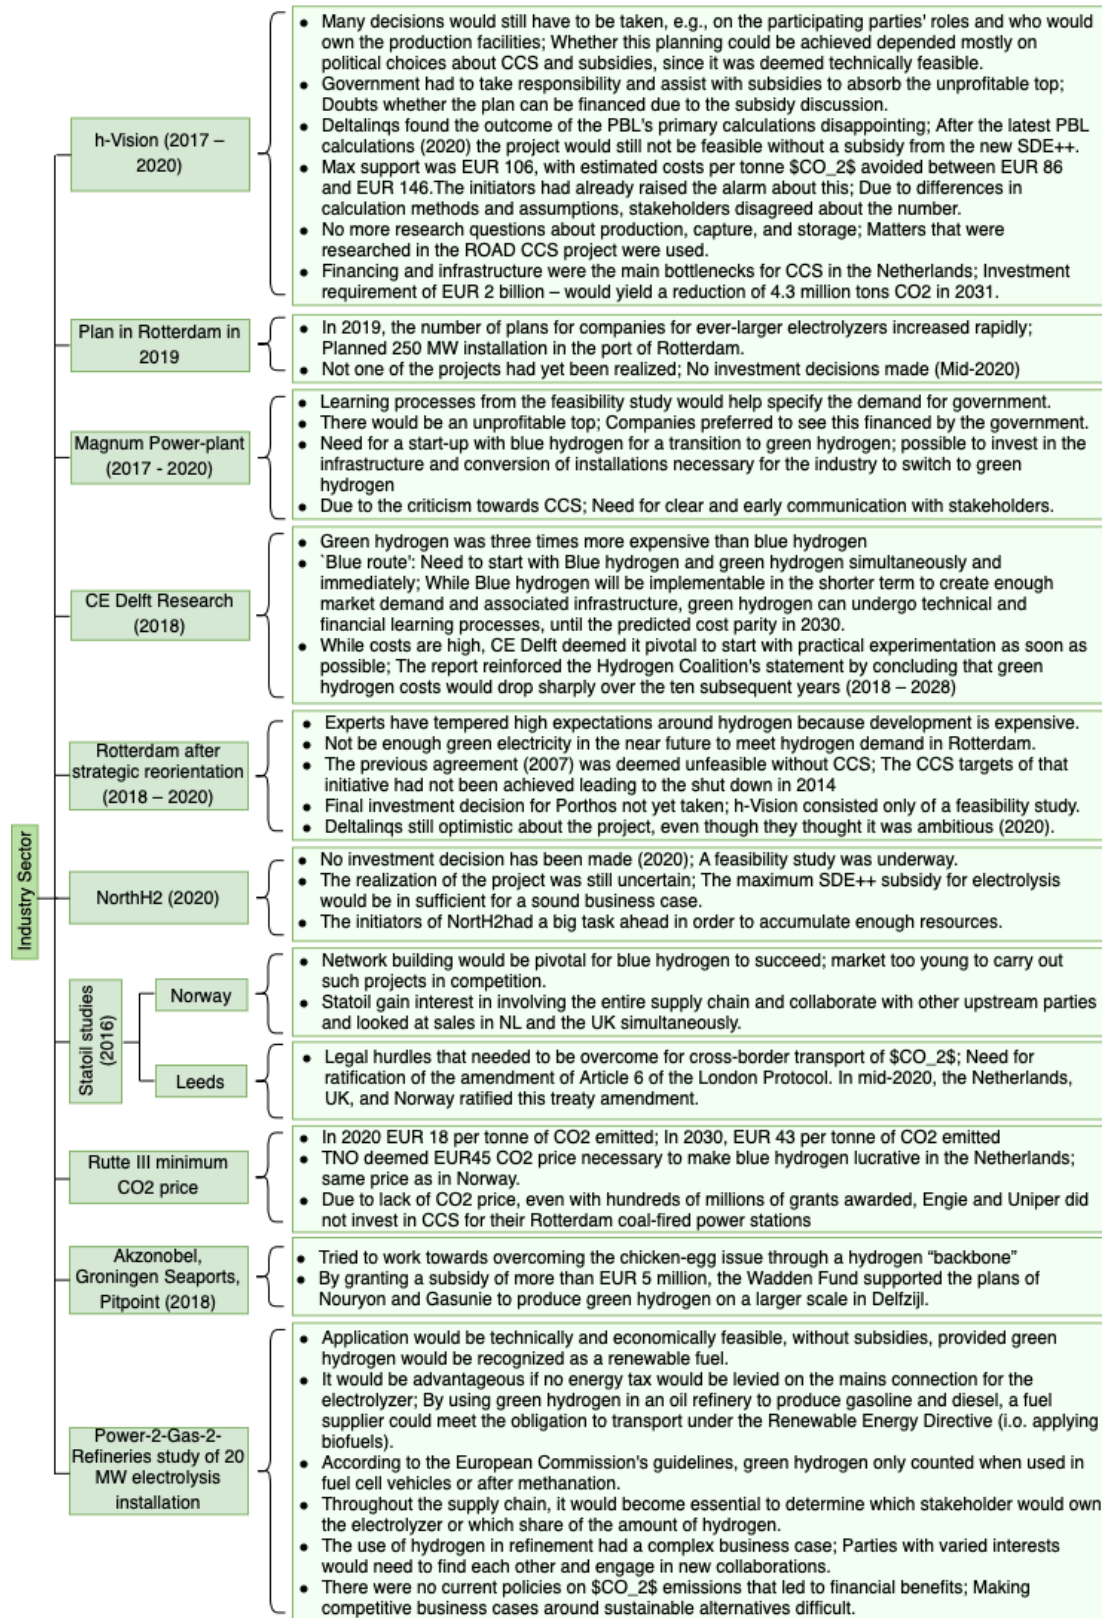 Industry Sector
h-Vision (2017 –
2020)
• Many decisions would still have to be taken, e.g., on the participating parties' roles and who would
own the production facilities; Whether this planning could be achieved depended mostly on
political choices about CCS and subsidies, since it was deemed technically feasible.
• Government had to take responsibility and assist with subsidies to absorb the unprofitable top;
Doubts whether the plan can be financed due to the subsidy discussion.
• Deltalinqs found the outcome of the PBL's primary calculations disappointing; After the latest PBL
calculations (2020) the project would still not be feasible without a subsidy from the new SDE++.
• Max support was EUR 106, with estimated costs per tonne $CO_2$ avoided between EUR 86
and EUR 146.The initiators had already raised the alarm about this; Due to differences in
calculation methods and assumptions, stakeholders disagreed about the number.
• No more research questions about production, capture, and storage; Matters that were
researched in the ROAD CCS project were used.
• Financing and infrastructure were the main bottlenecks for CCS in the Netherlands; Investment
requirement of EUR 2 billion – would yield a reduction of 4.3 million tons CO2 in 2031.
Plan in Rotterdam in
2019
• In 2019, the number of plans for companies for ever-larger electrolyzers increased rapidly;
Planned 250 MW installation in the port of Rotterdam.
• Not one of the projects had yet been realized; No investment decisions made (Mid-2020)
Magnum Power-plant
(2017 - 2020)
• Learning processes from the feasibility study would help specify the demand for government.
• There would be an unprofitable top; Companies preferred to see this financed by the government.
• Need for a start-up with blue hydrogen for a transition to green hydrogen; possible to invest in the
infrastructure and conversion of installations necessary for the industry to switch to green
hydrogen
• Due to the criticism towards CCS; Need for clear and early communication with stakeholders.
CE Delft Research
(2018)
• Green hydrogen was three times more expensive than blue hydrogen
• `Blue route': Need to start with Blue hydrogen and green hydrogen simultaneously and
immediately; While Blue hydrogen will be implementable in the shorter term to create enough
market demand and associated infrastructure, green hydrogen can undergo technical and
financial learning processes, until the predicted cost parity in 2030.
• While costs are high, CE Delft deemed it pivotal to start with practical experimentation as soon as
possible; The report reinforced the Hydrogen Coalition's statement by concluding that green
hydrogen costs would drop sharply over the ten subsequent years (2018 – 2028)
Rotterdam after
strategic reorientation
(2018 – 2020)
• Experts have tempered high expectations around hydrogen because development is expensive.
• Not be enough green electricity in the near future to meet hydrogen demand in Rotterdam.
• The previous agreement (2007) was deemed unfeasible without CCS; The CCS targets of that
initiative had not been achieved leading to the shut down in 2014
• Final investment decision for Porthos not yet taken; h-Vision consisted only of a feasibility study.
• Deltalinqs still optimistic about the project, even though they thought it was ambitious (2020).
NorthH2 (2020)
• No investment decision has been made (2020); A feasibility study was underway.
• The realization of the project was still uncertain; The maximum SDE++ subsidy for electrolysis
would be in sufficient for a sound business case.
• The initiators of NortH2had a big task ahead in order to accumulate enough resources.
Statoil studies
(2016)
Norway
• Network building would be pivotal for blue hydrogen to succeed; market too young to carry out
such projects in competition.
• Statoil gain interest in involving the entire supply chain and collaborate with other upstream parties
and looked at sales in NL and the UK simultaneously.
Leeds
• Legal hurdles that needed to be overcome for cross-border transport of $CO_2$; Need for
ratification of the amendment of Article 6 of the London Protocol. In mid-2020, the Netherlands,
UK, and Norway ratified this treaty amendment.
Rutte III minimum
CO2 price
• In 2020 EUR 18 per tonne of CO2 emitted; In 2030, EUR 43 per tonne of CO2 emitted
• TNO deemed EUR45 CO2 price necessary to make blue hydrogen lucrative in the Netherlands;
same price as in Norway.
• Due to lack of CO2 price, even with hundreds of millions of grants awarded, Engie and Uniper did
not invest in CCS for their Rotterdam coal-fired power stations
Akzonobel,
Groningen Seaports,
Pitpoint (2018)
• Tried to work towards overcoming the chicken-egg issue through a hydrogen “backbone”
• By granting a subsidy of more than EUR 5 million, the Wadden Fund supported the plans of
Nouryon and Gasunie to produce green hydrogen on a larger scale in Delfzijl.
Power-2-Gas-2-
Refineries study of 20
MW electrolysis
installation
• Application would be technically and economically feasible, without subsidies, provided green
hydrogen would be recognized as a renewable fuel.
• It would be advantageous if no energy tax would be levied on the mains connection for the
electrolyzer; By using green hydrogen in an oil refinery to produce gasoline and diesel, a fuel
supplier could meet the obligation to transport under the Renewable Energy Directive (i.o. applying
biofuels).
• According to the European Commission's guidelines, green hydrogen only counted when used in
fuel cell vehicles or after methanation.
• Throughout the supply chain, it would become essential to determine which stakeholder would own
the electrolyzer or which share of the amount of hydrogen.
• The use of hydrogen in refinement had a complex business case; Parties with varied interests
would need to find each other and engage in new collaborations.
• There were no current policies on $CO_2$ emissions that led to financial benefits; Making
competitive business cases around sustainable alternatives difficult.